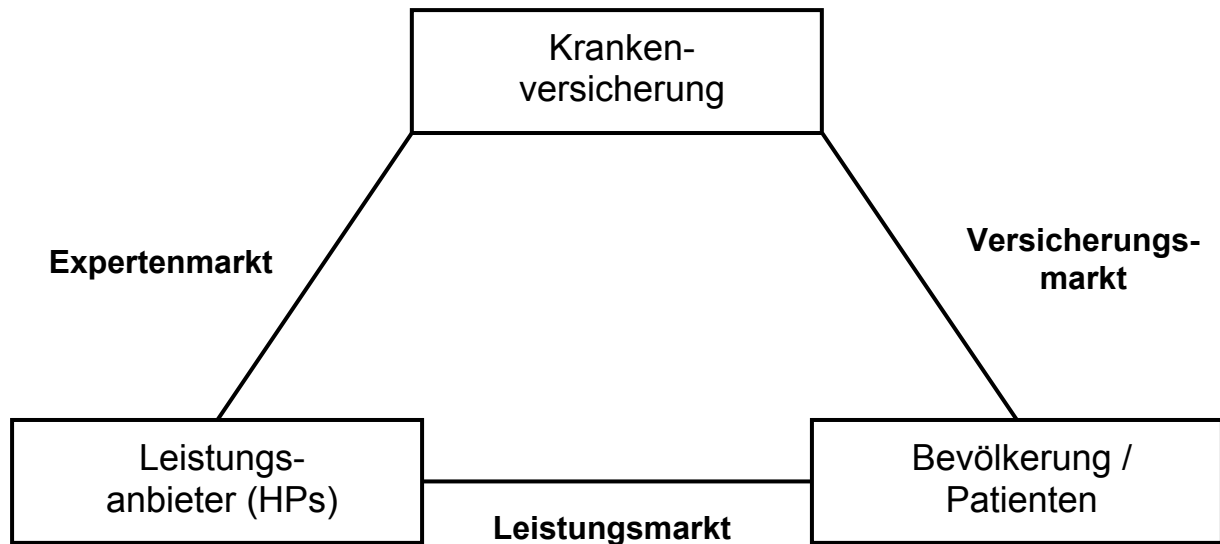 Kranken-
versicherung
Expertenmarkt
Versicherungs-
markt
Leistungs-
anbieter (HPs)
Leistungsmarkt
Bevölkerung /
Patienten